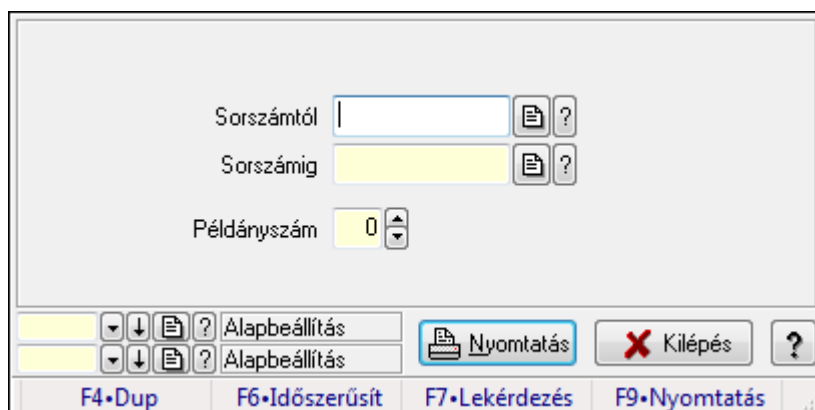 Sorszámtól ?
Sorszámig ?
Példányszám 0
? Alapbeállítás
? Alapbeállítás
Nyomtatás Kilépés ?
F4•Dup F6•Időszerűsít F7•Lekérdezés F9•Nyomtatás